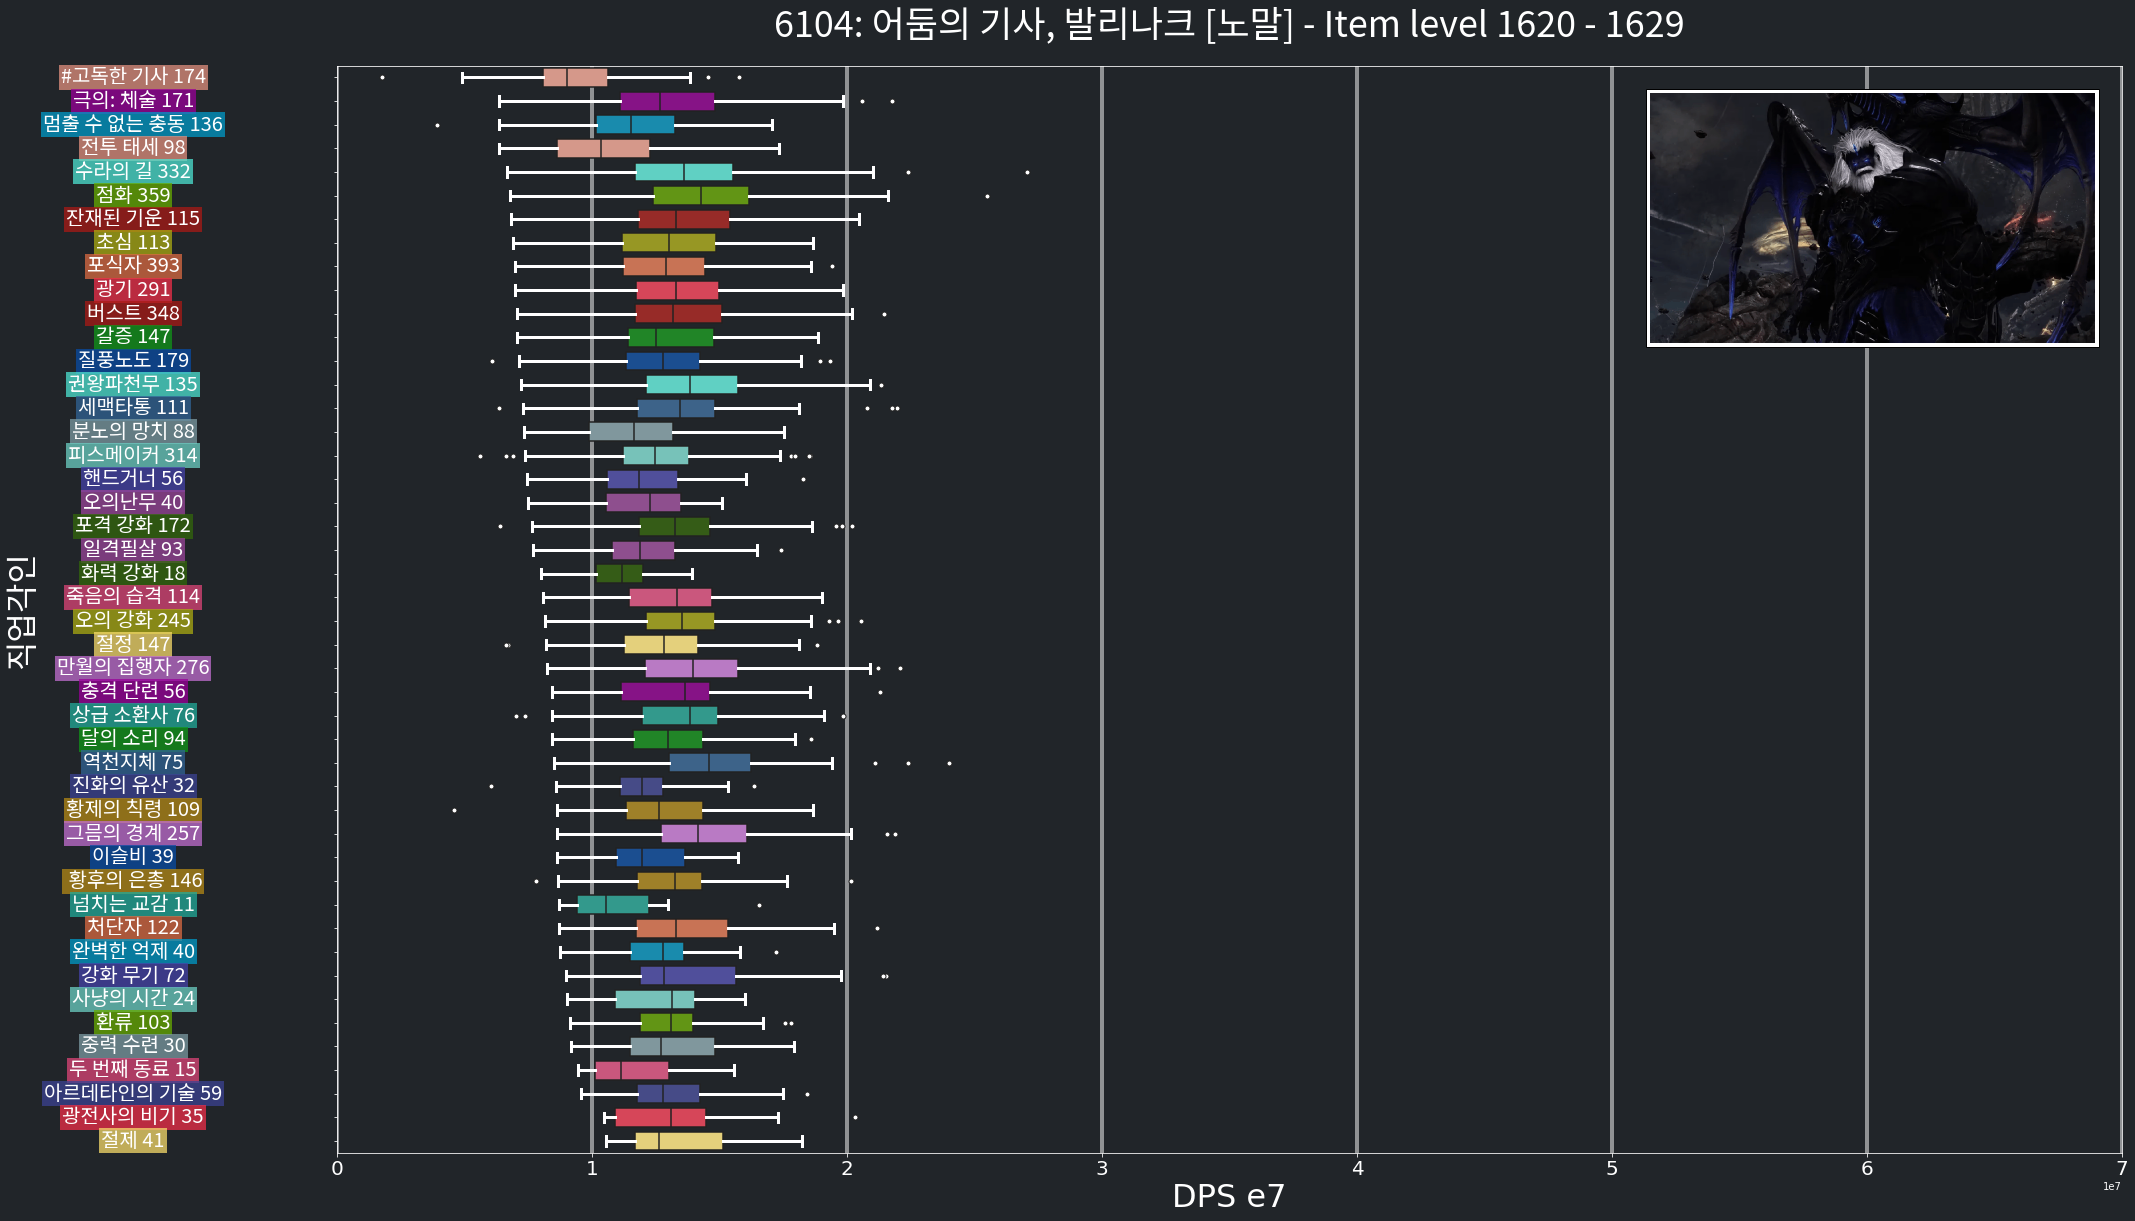 6104: 어둠의 기사, 발리나크 [노말] - Item level 1620 - 1629
#고독한 기사 174
극의: 체술 171
멈출 수 없는 충동 136
전투 태세 98
수라의 길 332
점화 359
잔재된 기운 115
초심 113
포식자 393
광기 291
버스트 348
갈증 147
질풍노도 179
권왕파천무 135
세맥타통 111
분노의 망치 88
피스메이커 314
핸드거너 56
오의난무 40
포격 강화 172
일격필살 93
화력 강화 18
죽음의 습격 114
오의 강화 245
절정 147
만월의 집행자 276
충격 단련 56
상급 소환사 76
달의 소리 94
역천지체 75
진화의 유산 32
황제의 칙령 109
그믐의 경계 257
이슬비 39
황후의 은총 146
넘치는 교감 11
처단자 122
완벽한 억제 40
강화 무기 72
사냥의 시간 24
환류 103
중력 수련 30
두 번째 동료 15
아르데타인의 기술 59
광전사의 비기 35
절제 41
직업각인
0 1 2 3 4 5 6 7
1e7
DPS e7